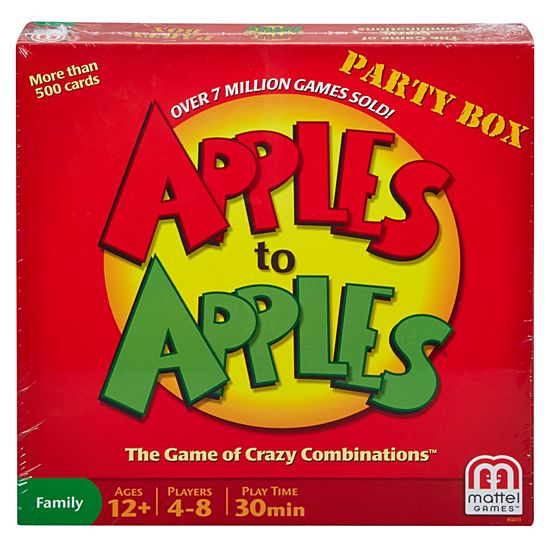 More than
500 cards
OVER 7 MILLION GAMES SOLD!
PARTY BOX
APPLES
to
APPLES
The Game of Crazy Combinations™
Family
AGES
12+
PLAYERS
4-8
PLAY TIME
30min
mattel
GAMES™